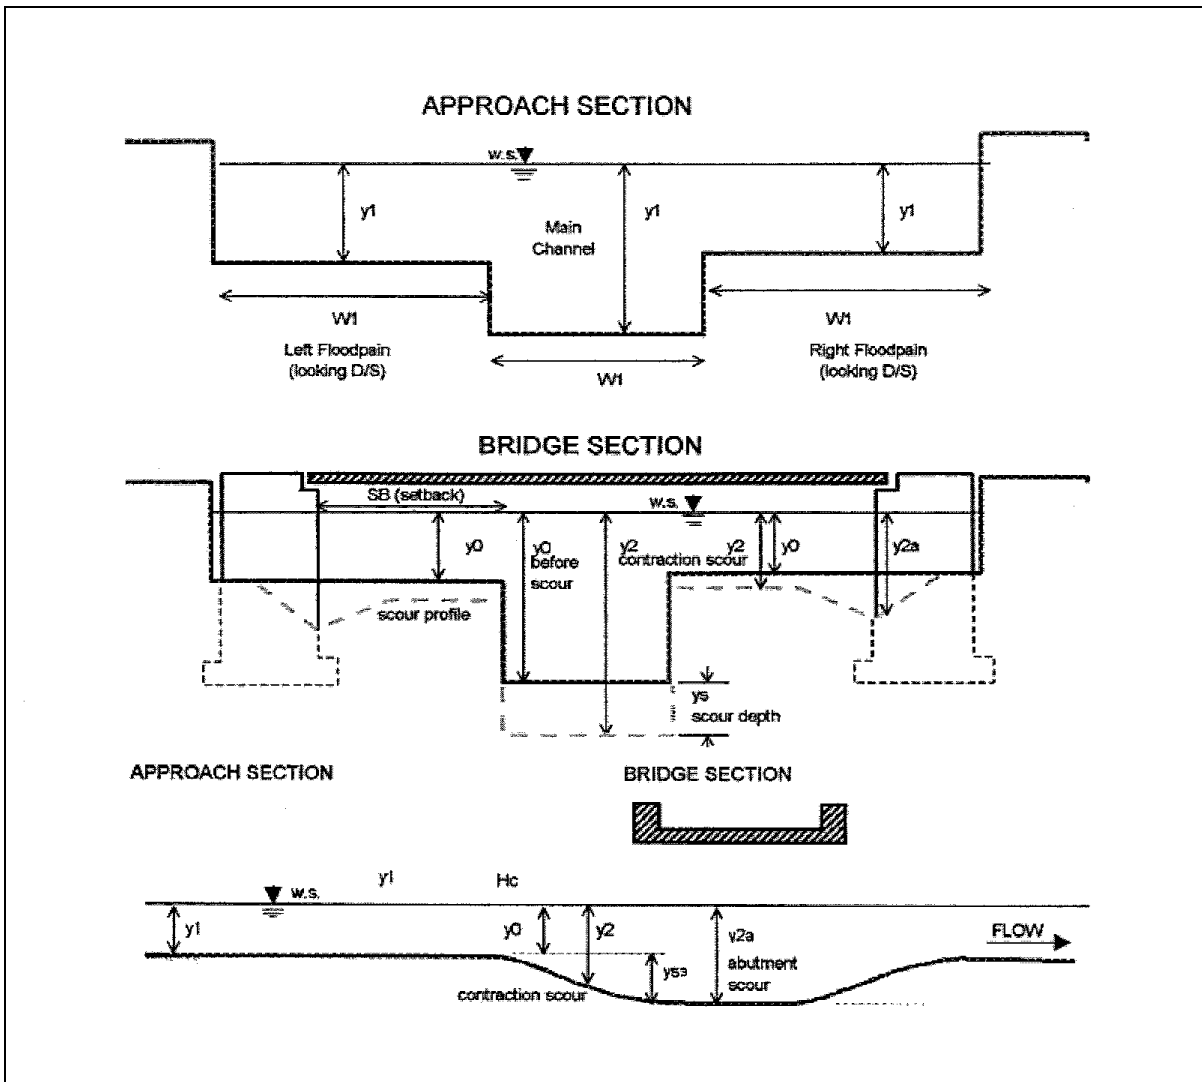 APPROACH SECTION
w.s.
y1
y1
y1
Main
Channel
W1
W1
Left Floodpain
(looking D/S)
Right Floodpain
(looking D/S)
W1
BRIDGE SECTION
SB (setback)
w.s.
y0
y0
before
scour
y2
contraction scour
y2
y0
y2a
scour profile
ys
scour depth
APPROACH SECTION
BRIDGE SECTION
y1
Hc
w.s.
y1
y0
y2
y2a
abutment
scour
FLOW
ysa
contraction scour